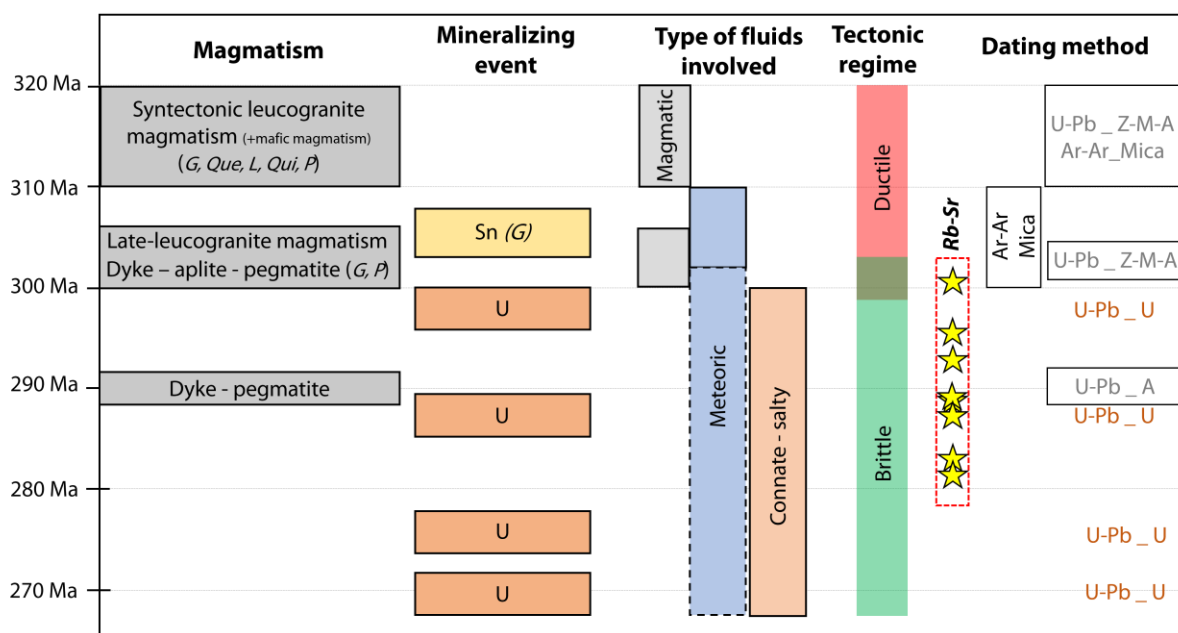 Magmatism
Mineralizing
event
Type of fluids
involved
Tectonic
regime
Dating method
320 Ma
310 Ma
300 Ma
290 Ma
280 Ma
270 Ma
Syntectonic leucogranite
magmatism (+mafic magmatism)
(G, Que, L, Qui, P)
Late-leucogranite magmatism
Dyke – aplite - pegmatite (G, P)
Dyke - pegmatite
Sn (G)
U
U
U
U
Magmatic
Meteoric
Connate - salty
Ductile
Brittle
Rb-Sr
Ar-Ar
Mica
U-Pb _ Z-M-A
Ar-Ar_Mica
U-Pb _ Z-M-A
U-Pb _ U
U-Pb _ A
U-Pb _ U
U-Pb _ U
U-Pb _ U